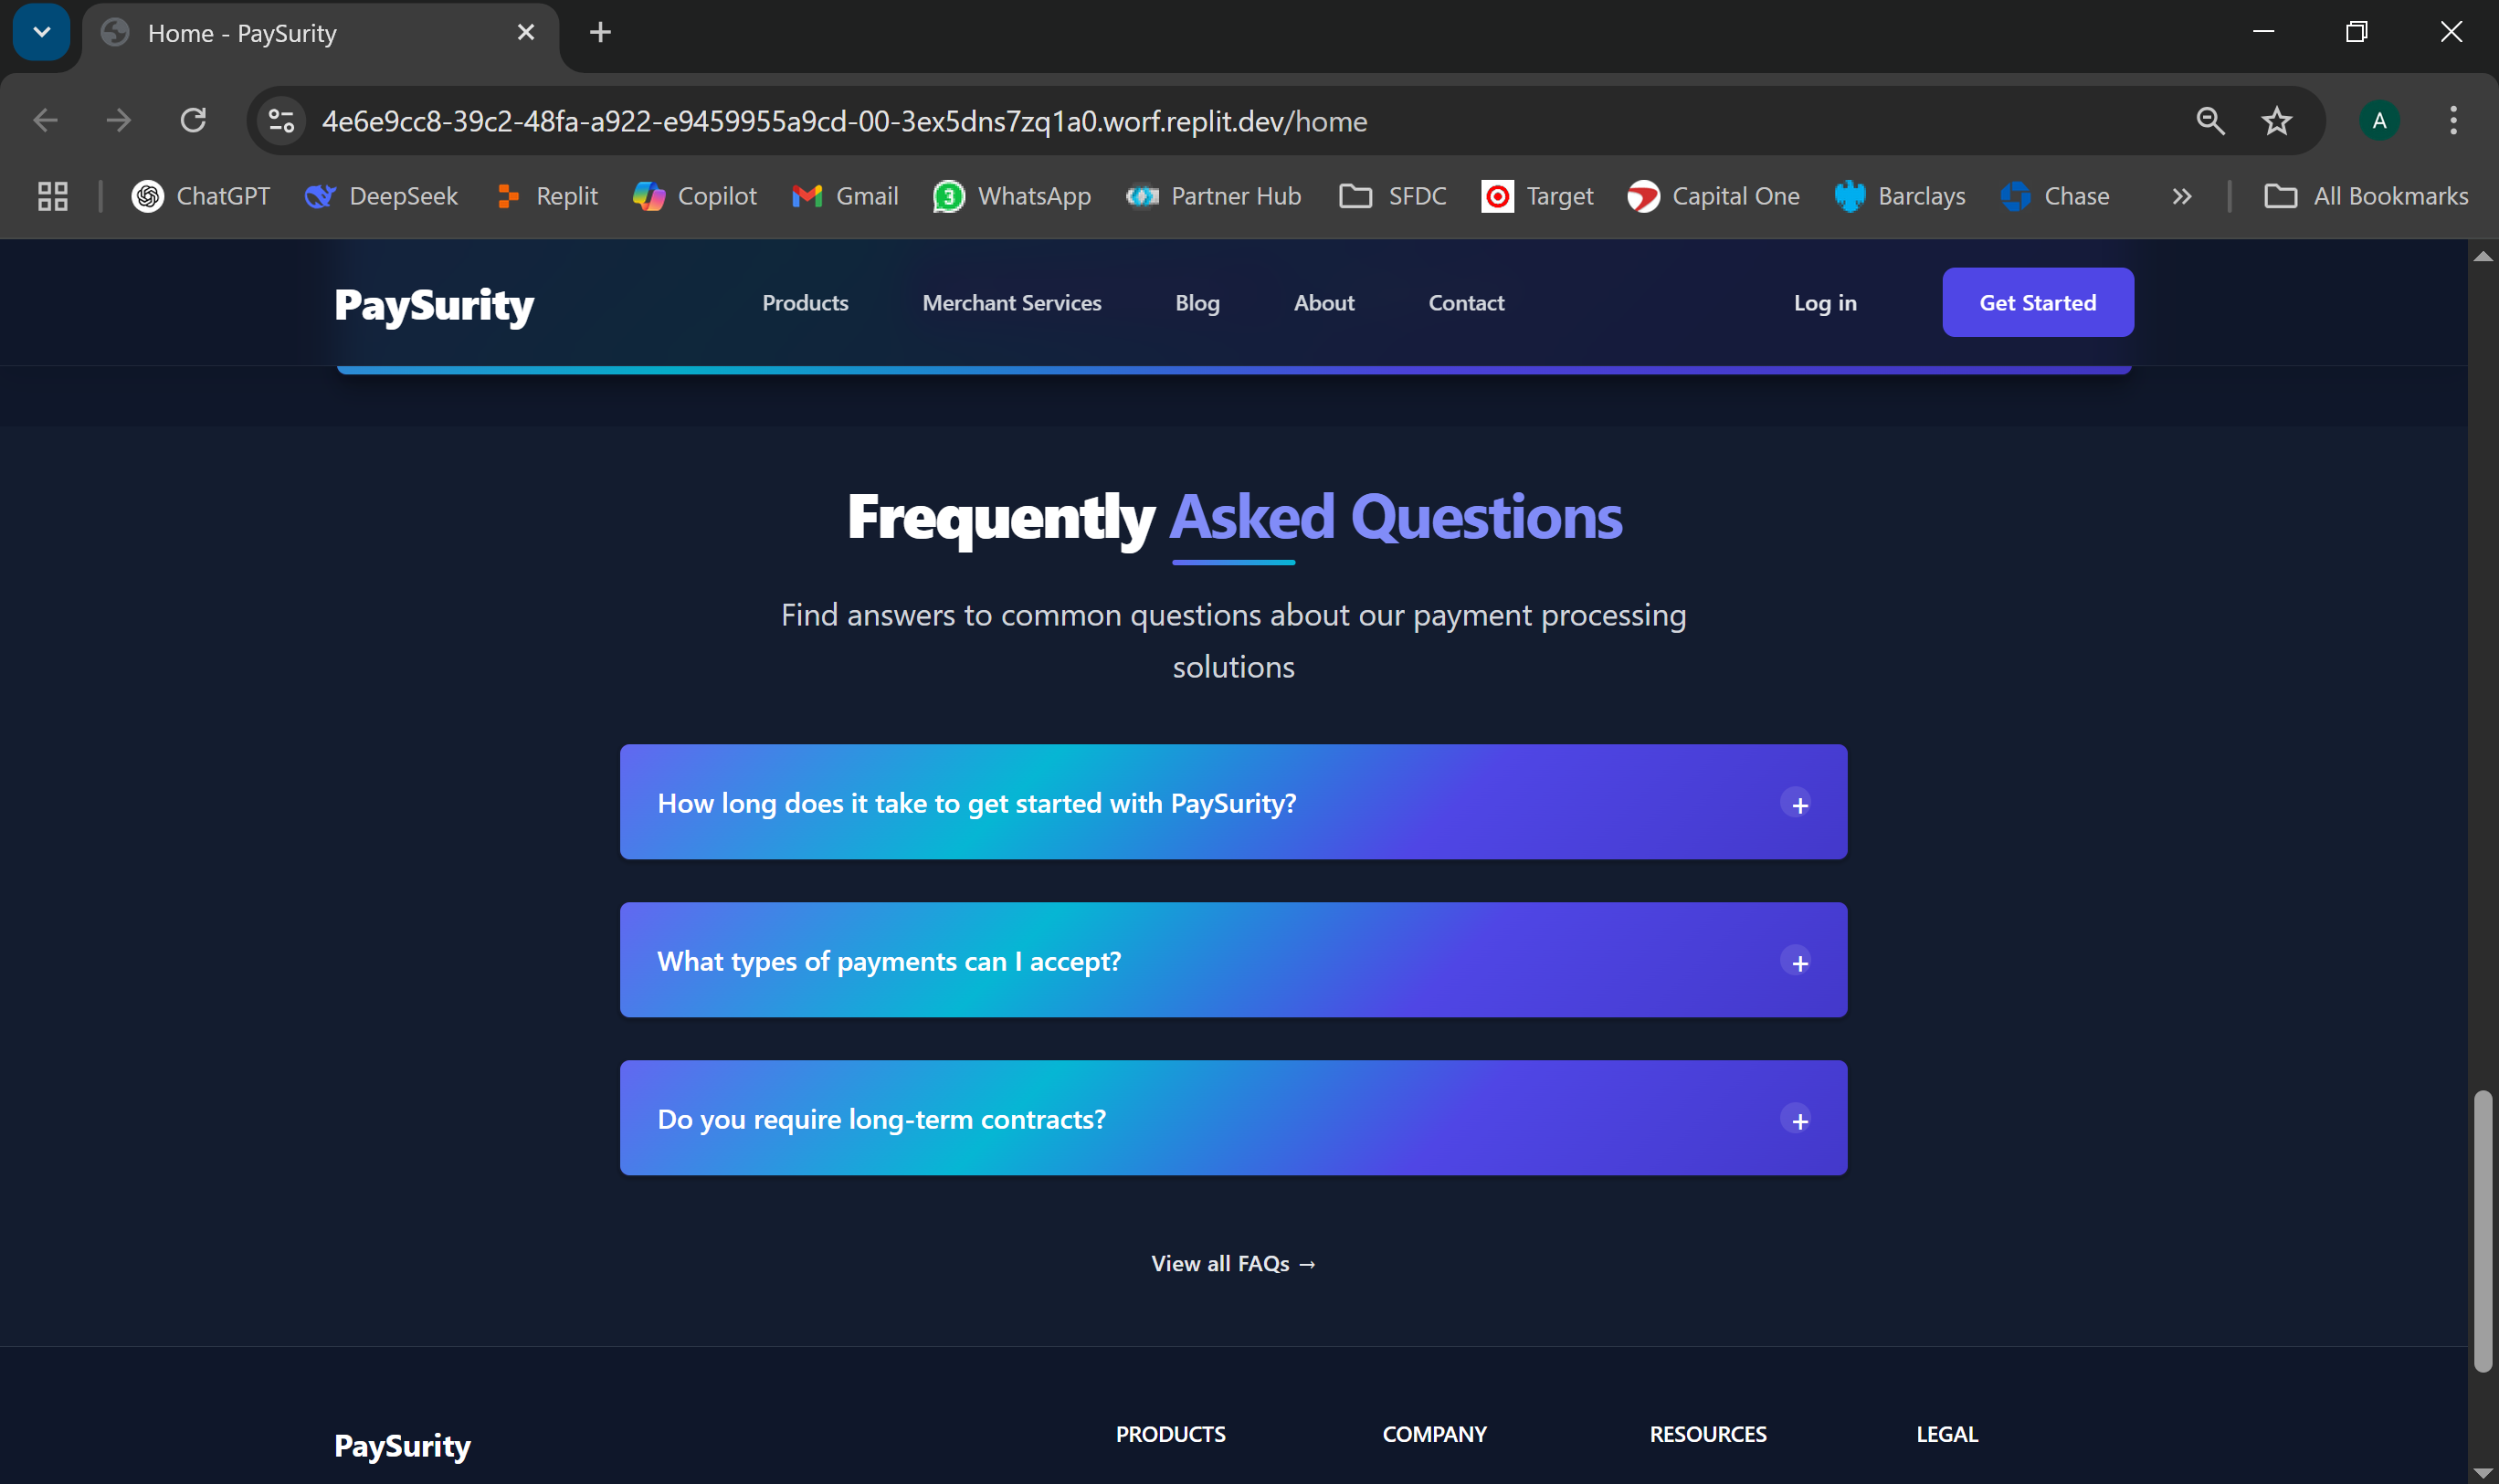 Home - PaySurity
4e6e9cc8-39c2-48fa-a922-e9459955a9cd-00-3ex5dns7zq1a0.worf.replit.dev/home
A
ChatGPT DeepSeek Replit Copilot Gmail 3 WhatsApp Partner Hub SFDC Target Capital One Barclays Chase All Bookmarks
PaySurity Products Merchant Services Blog About Contact Log in Get Started
Frequently Asked Questions
Find answers to common questions about our payment processing
solutions
How long does it take to get started with PaySurity? +
What types of payments can I accept? +
Do you require long-term contracts? +
View all FAQs →
PaySurity PRODUCTS COMPANY RESOURCES LEGAL